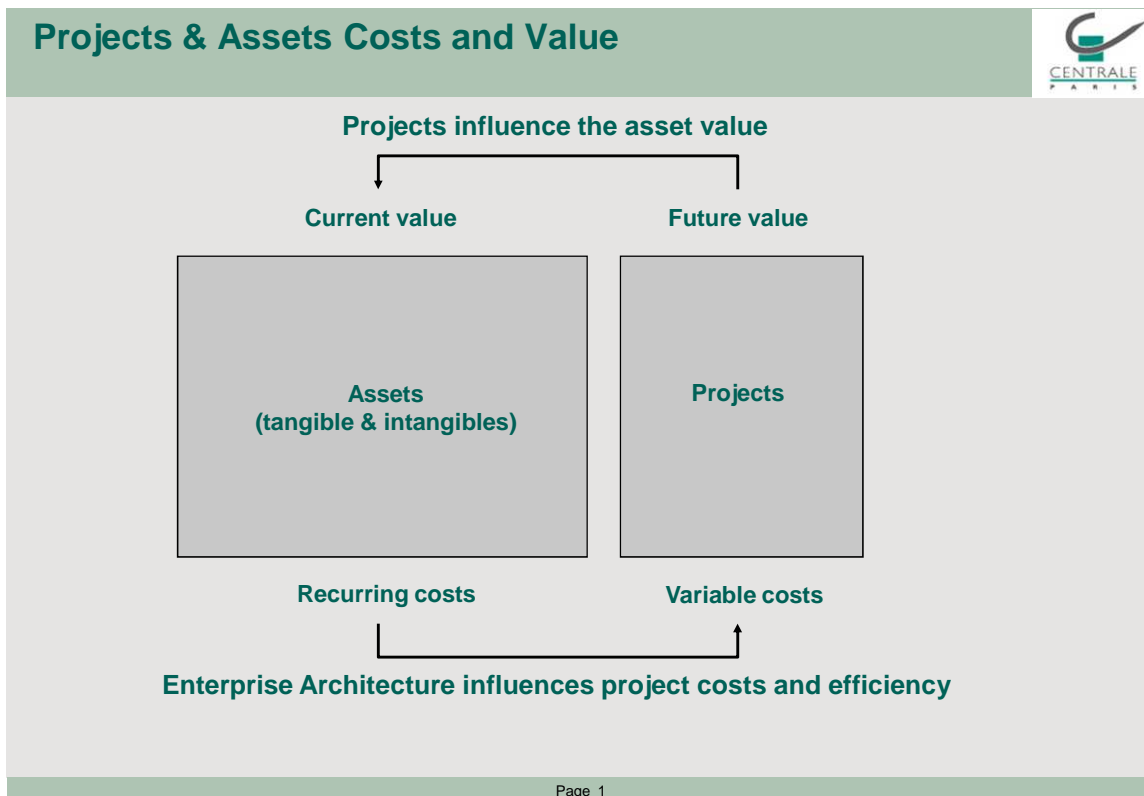 Projects & Assets Costs and Value
CENTRALE
PARIS
Projects influence the asset value
Current value
Future value
Assets
(tangible & intangibles)
Projects
Recurring costs
Variable costs
Enterprise Architecture influences project costs and efficiency
Page 1